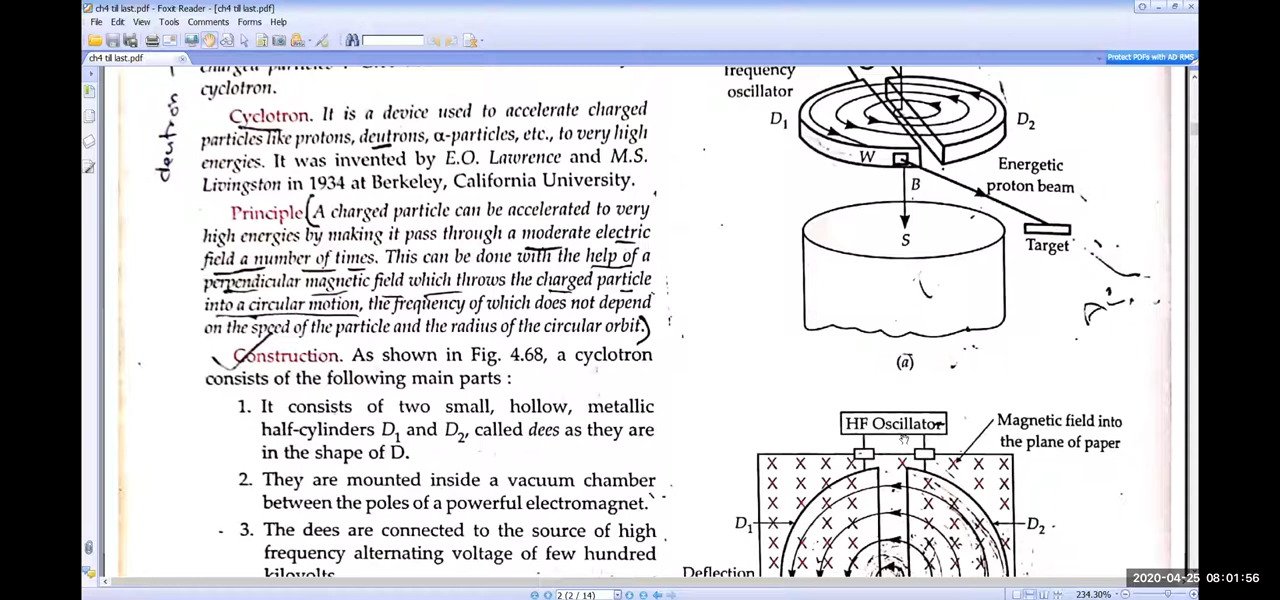 ch4 till last.pdf - Foxit Reader - [ch4 till last.pdf]
File Edit View Tools Comments Forms Help
ch4 till last.pdf
Protect PDFs with AD RMS
cyclotron.
Cyclotron. It is a device used to accelerate charged
particles like protons, deutrons, α-particles, etc., to very high
energies. It was invented by E.O. Lawrence and M.S.
Livingston in 1934 at Berkeley, California University.
Principle. A charged particle can be accelerated to very
high energies by making it pass through a moderate electric
field a number of times. This can be done with the help of a
perpendicular magnetic field which throws the charged particle
into a circular motion, the frequency of which does not depend
on the speed of the particle and the radius of the circular orbit.
Construction. As shown in Fig. 4.68, a cyclotron
consists of the following main parts :
1. It consists of two small, hollow, metallic
half-cylinders D1 and D2, called dees as they are
in the shape of D.
2. They are mounted inside a vacuum chamber
between the poles of a powerful electromagnet.
3. The dees are connected to the source of high
frequency alternating voltage of few hundred
kilovolts.
deutron
frequency
oscillator
D1
D2
W
Energetic
proton beam
B
S
Target
(a)
HF Oscillator
Magnetic field into
the plane of paper
D1
D2
Deflection
2 (2 / 14)
234.30%
2020-04-25 08:01:56